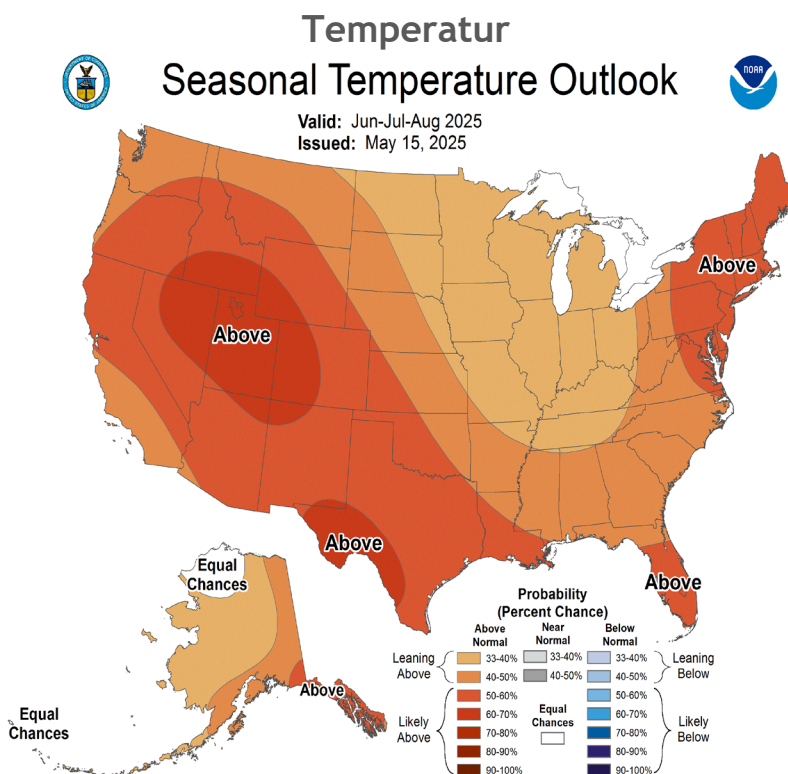 Temperatur
Seasonal Temperature Outlook
NOAA
Valid: Jun-Jul-Aug 2025
Issued: May 15, 2025
Above
Above
Above
Above
Equal
Chances
Above
Equal
Chances
Probability
(Percent Chance)
Above
Normal
Near
Normal
Below
Normal
Leaning
Above
33-40%
40-50%
33-40%
40-50%
33-40%
40-50%
Leaning
Below
Likely
Above
50-60%
60-70%
70-80%
80-90%
90-100%
Equal
Chances
50-60%
60-70%
70-80%
80-90%
90-100%
Likely
Below